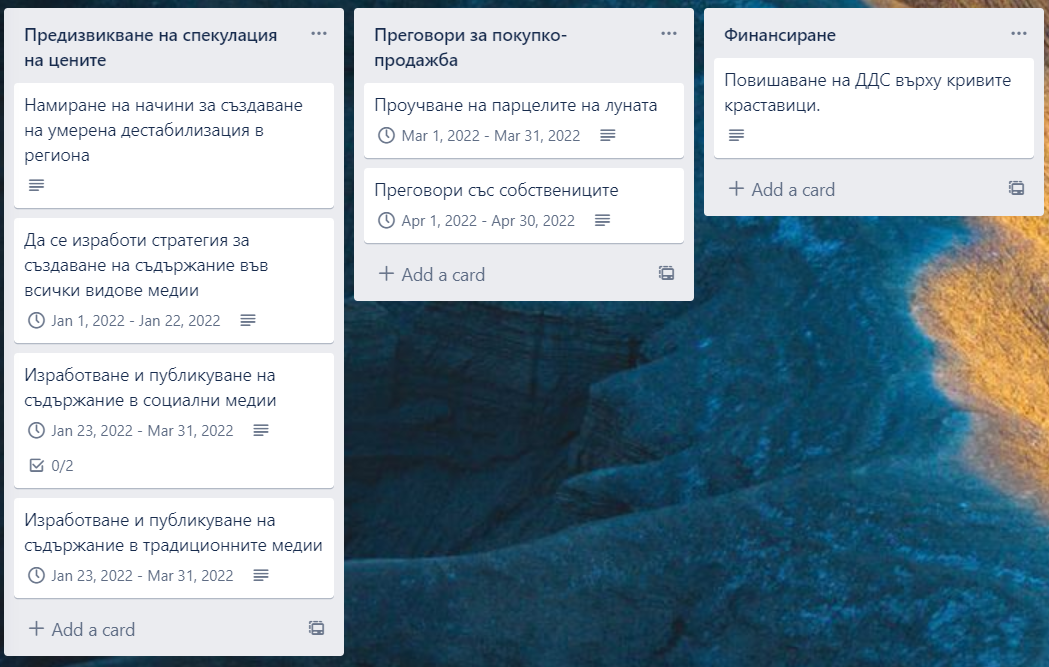 Предизвикване на спекулация
на цените
Намиране на начини за създаване
на умерена дестабилизация в
региона
Да се изработи стратегия за
създаване на съдържание във
всички видове медии
Jan 1, 2022 - Jan 22, 2022
Изработване и публикуване на
съдържание в социални медии
Jan 23, 2022 - Mar 31, 2022
0/2
Изработване и публикуване на
съдържание в традиционните медии
Jan 23, 2022 - Mar 31, 2022
+ Add a card
Преговори за покупко-
продажба
Проучване на парцелите на луната
Mar 1, 2022 - Mar 31, 2022
Преговори със собствениците
Apr 1, 2022 - Apr 30, 2022
+ Add a card
Финансиране
Повишаване на ДДС върху кривите
краставици.
+ Add a card